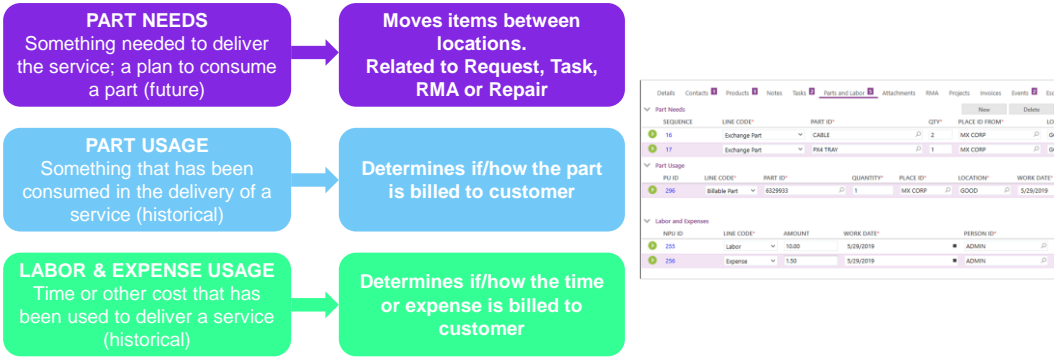 PART NEEDS
Something needed to deliver
the service; a plan to consume
a part (future)
Moves items between
locations.
Related to Request, Task,
RMA or Repair
PART USAGE
Something that has been
consumed in the delivery of a
service (historical)
Determines if/how the part
is billed to customer
LABOR & EXPENSE USAGE
Time or other cost that has
been used to deliver a service
(historical)
Determines if/how the time
or expense is billed to
customer
Details Contacts Products Notes Tasks Parts and Labor Attachments RMA Projects Invoices Events Esc
Part Needs New Delete
SEQUENCE LINE CODE* PART ID* QTY* PLACE ID FROM* LO
16 Exchange Part CABLE 2 MX CORP G
17 Exchange Part TRAY 1 MX CORP G
Part Usage
PU ID LINE CODE* PART ID* QUANTITY* PLACE ID* LOCATION* WORK DATE*
296 Billable Part 6329933 1 MX CORP GOOD 5/29/2019
Labor and Expenses
NPU ID LINE CODE* AMOUNT WORK DATE* PERSON ID*
255 Labor 10.00 5/29/2019 ADMIN
256 Expense 1.50 5/29/2019 ADMIN